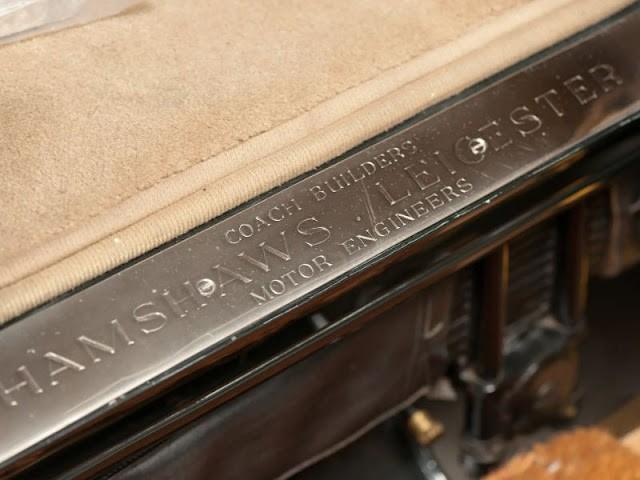 COACH BUILDERS
HAMSHAWS LEICESTER
MOTOR ENGINEERS